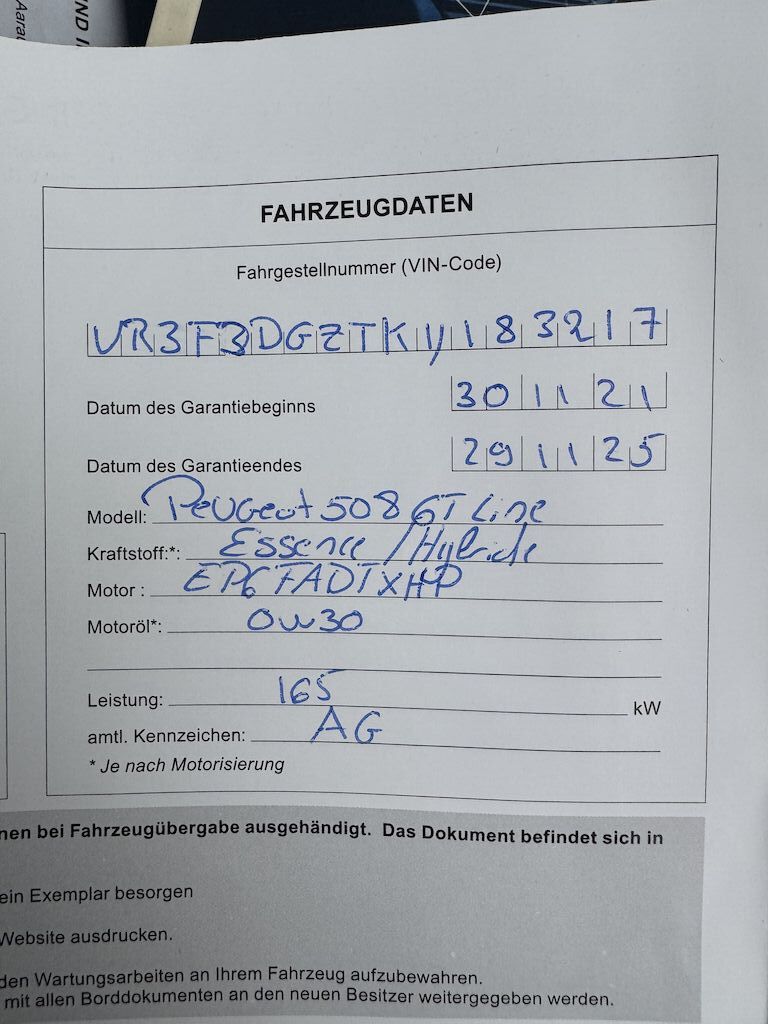 ND I
Aarau
FAHRZEUGDATEN
Fahrgestellnummer (VIN-Code)
VR3F3DGZTKY183217
Datum des Garantiebeginns 30 11 21
Datum des Garantieendes 29 11 25
Modell: Peugeot 508 GT Line
Kraftstoff:*: Essence / Hybride
Motor : EP6FADTXHP
Motoröl*: 0w30
Leistung: 165 kW
amtl. Kennzeichen: AG
* Je nach Motorisierung
nen bei Fahrzeugübergabe ausgehändigt. Das Dokument befindet sich in
ein Exemplar besorgen
Website ausdrucken.
den Wartungsarbeiten an Ihrem Fahrzeug aufzubewahren.
mit allen Borddokumenten an den neuen Besitzer weitergegeben werden.